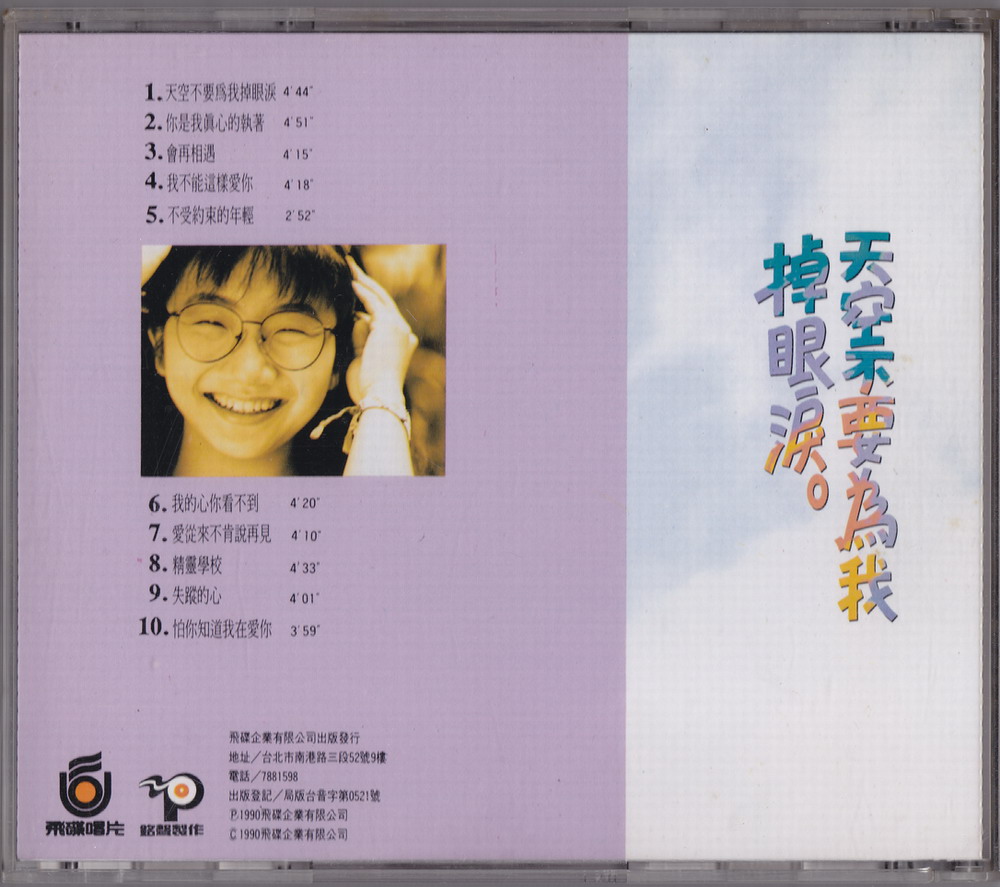 1.天空不要爲我掉眼淚 4'44"
2.你是我眞心的執著 4'51"
3.會再相遇 4'15"
4.我不能這樣愛你 4'18"
5.不受約束的年輕 2'52"
6.我的心你看不到 4'20"
7.愛從來不肯說再見 4'10"
8.精靈學校 4'33"
9.失蹤的心 4'01"
10.怕你知道我在愛你 3'59"
天空不要為我
掉眼淚。
飛碟企業有限公司出版發行
地址／台北市南港路三段52號9樓
電話／7881598
出版登記／局版台音字第0521號
Ⓟ1990飛碟企業有限公司
©1990飛碟企業有限公司
飛碟唱片
銘聲製作